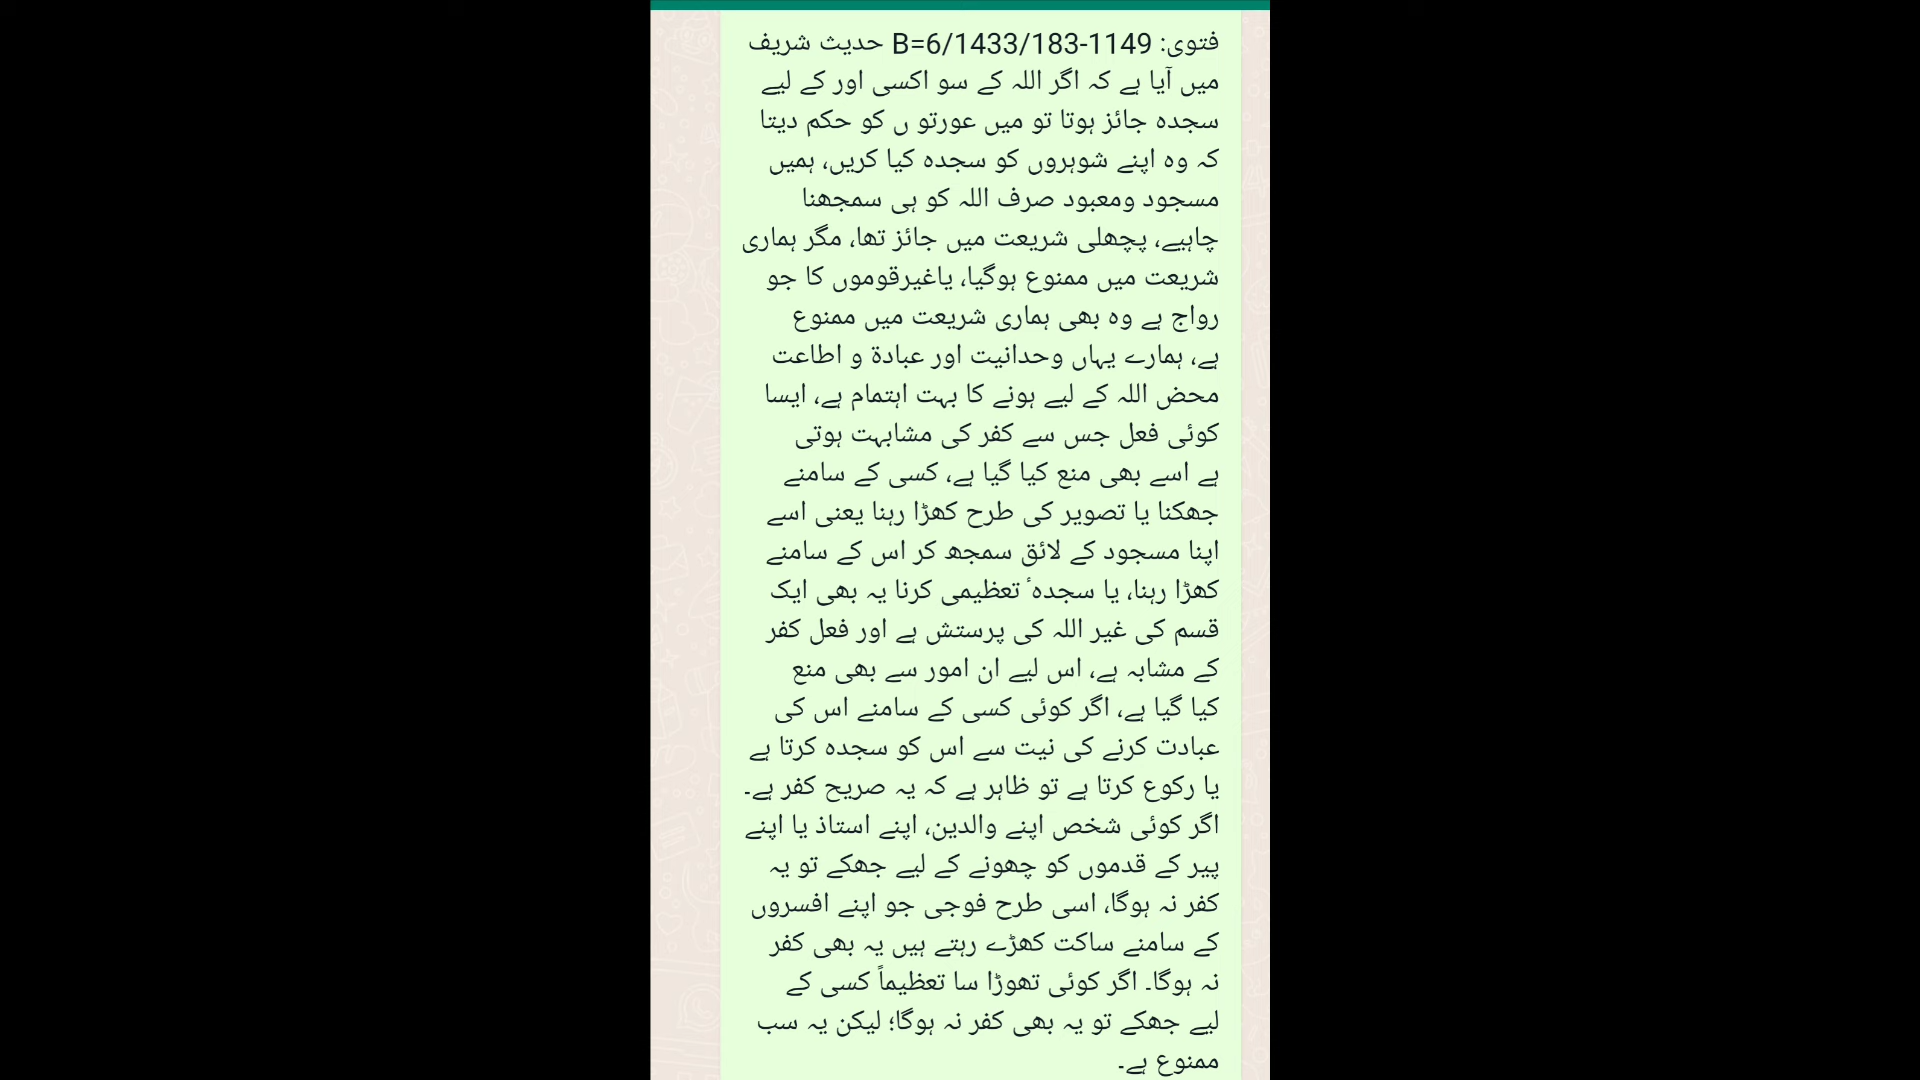 فتوی: 1149-183/B=6/1433 حدیث شریف
میں آیا ہے کہ اگر اللہ کے سو اکسی اور کے لیے
سجدہ جائز ہوتا تو میں عورتو ں کو حکم دیتا
کہ وہ اپنے شوہروں کو سجدہ کیا کریں، ہمیں
مسجود ومعبود صرف اللہ کو ہی سمجھنا
چاہیے، پچھلی شریعت میں جائز تھا، مگر ہماری
شریعت میں ممنوع ہوگیا، یاغیرقوموں کا جو
رواج ہے وہ بھی ہماری شریعت میں ممنوع
ہے، ہمارے یہاں وحدانیت اور عبادة و اطاعت
محض اللہ کے لیے ہونے کا بہت اہتمام ہے، ایسا
کوئی فعل جس سے کفر کی مشابہت ہوتی
ہے اسے بھی منع کیا گیا ہے، کسی کے سامنے
جھکنا یا تصویر کی طرح کھڑا رہنا یعنی اسے
اپنا مسجود کے لائق سمجھ کر اس کے سامنے
کھڑا رہنا، یا سجدہٴ تعظیمی کرنا یہ بھی ایک
قسم کی غیر اللہ کی پرستش ہے اور فعل کفر
کے مشابہ ہے، اس لیے ان امور سے بھی منع
کیا گیا ہے، اگر کوئی کسی کے سامنے اس کی
عبادت کرنے کی نیت سے اس کو سجدہ کرتا ہے
یا رکوع کرتا ہے تو ظاہر ہے کہ یہ صریح کفر ہے۔
اگر کوئی شخص اپنے والدین، اپنے استاذ یا اپنے
پیر کے قدموں کو چھونے کے لیے جھکے تو یہ
کفر نہ ہوگا، اسی طرح فوجی جو اپنے افسروں
کے سامنے ساکت کھڑے رہتے ہیں یہ بھی کفر
نہ ہوگا۔ اگر کوئی تھوڑا سا تعظیماً کسی کے
لیے جھکے تو یہ بھی کفر نہ ہوگا؛ لیکن یہ سب
ممنوع ہے۔